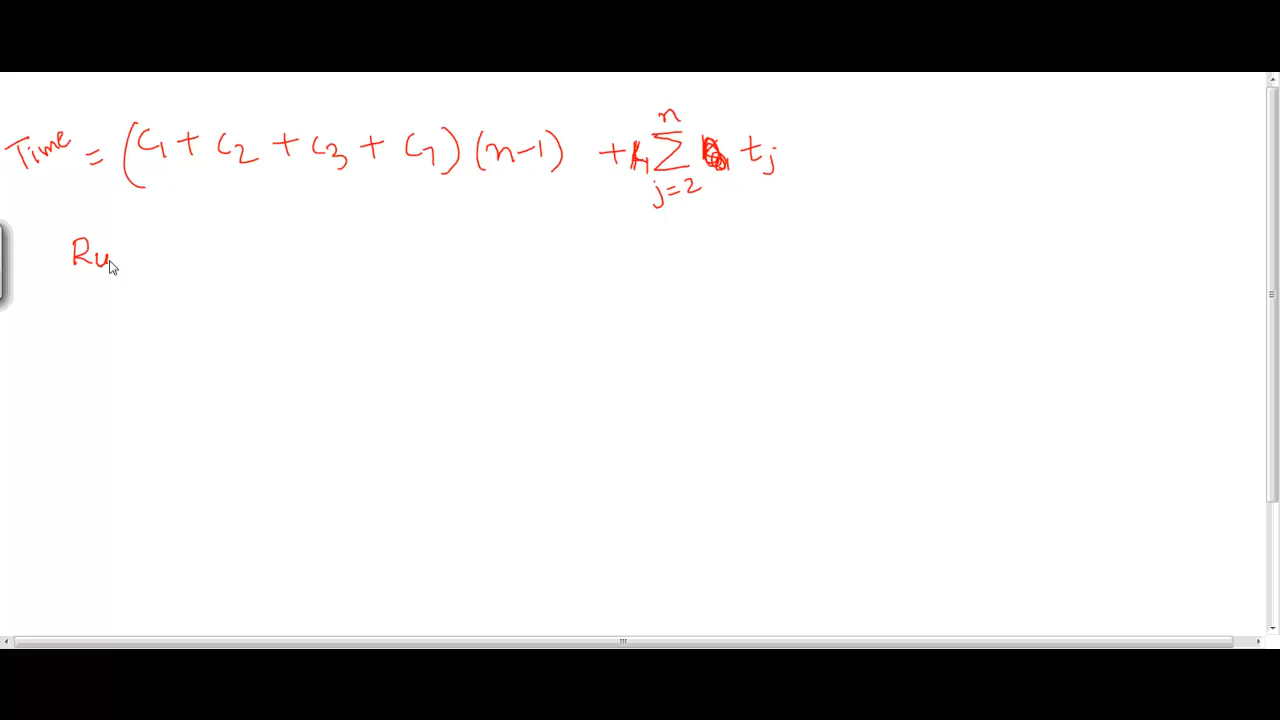 Time = (C1 + C2 + C3 + C7) (n-1) + ∑ n j=2 tj
Ru